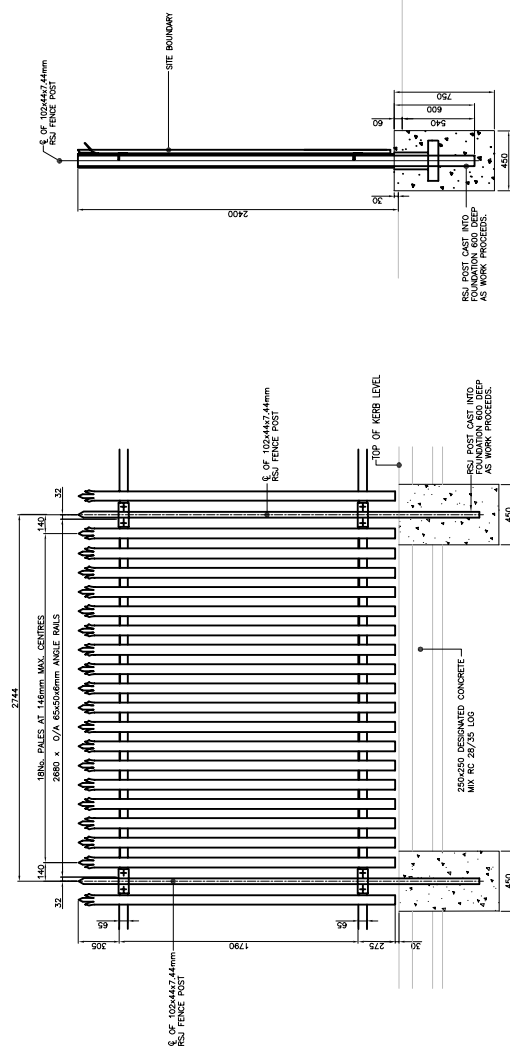 ℄ OF 102x44x7.44mm
RSJ FENCE POST
SITE BOUNDARY
2400
30
60
540
600
750
450
RSJ POST CAST INTO
FOUNDATION 600 DEEP
AS WORK PROCEEDS.
2744
140
18No. PALES AT 146mm MAX. CENTRES
140
32
2680 x O/A 65x50x6mm ANGLE RAILS
32
℄ OF 102x44x7.44mm
RSJ FENCE POST
℄ OF 102x44x7.44mm
RSJ FENCE POST
TOP OF KERB LEVEL
65
65
305
1790
275
30
450
450
250x250 DESIGNATED CONCRETE
MIX RC 28/35 LOG
RSJ POST CAST INTO
FOUNDATION 600 DEEP
AS WORK PROCEEDS.